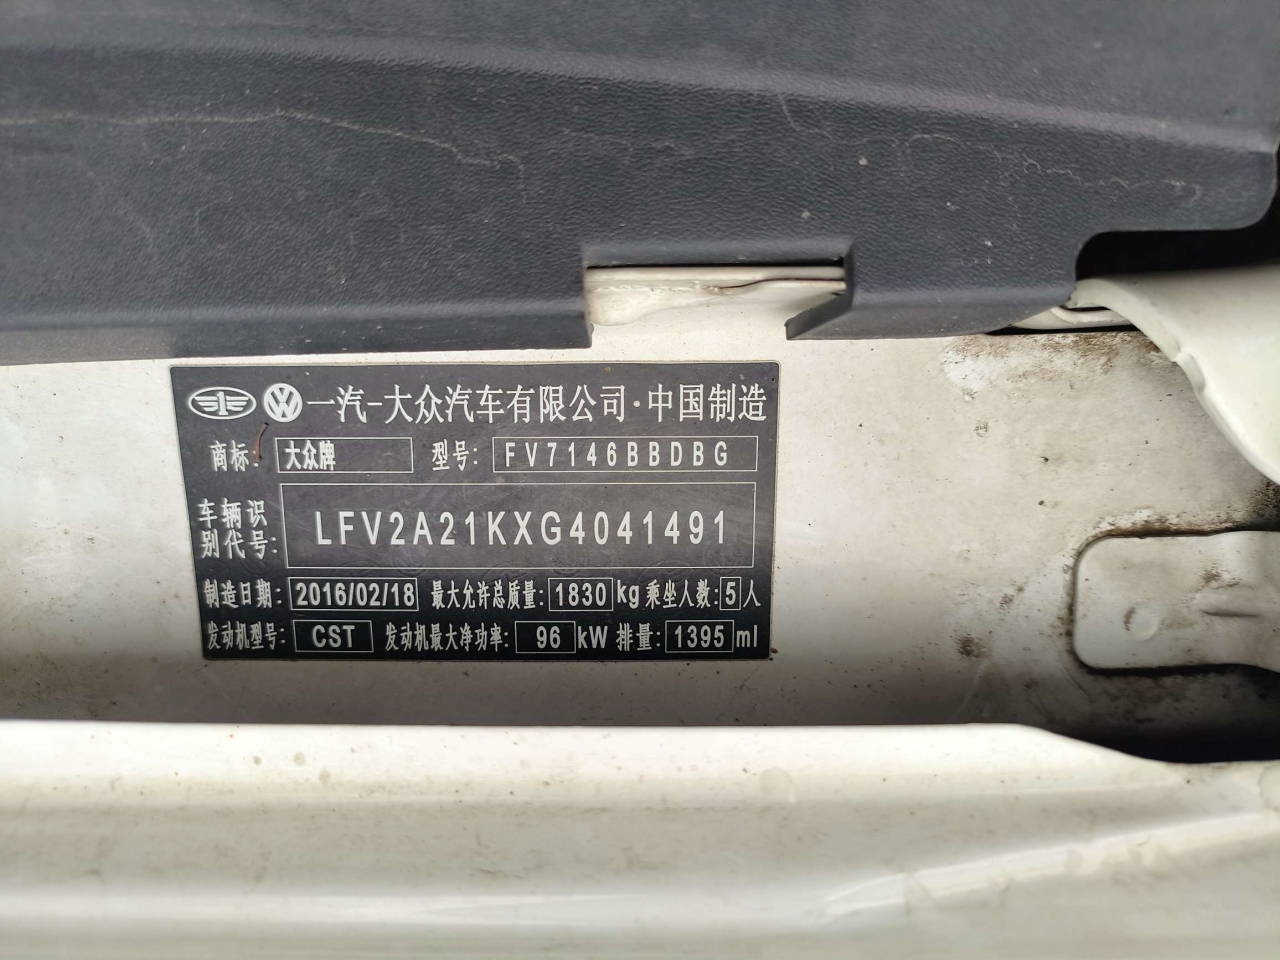 一汽-大众汽车有限公司·中国制造
商标: 大众牌 型号: FV7146BBDBG
车辆识
别代号: LFV2A21KXG4041491
制造日期: 2016/02/18 最大允许总质量: 1830 kg 乘坐人数: 5 人
发动机型号: CST 发动机最大净功率: 96 kW 排量: 1395 ml